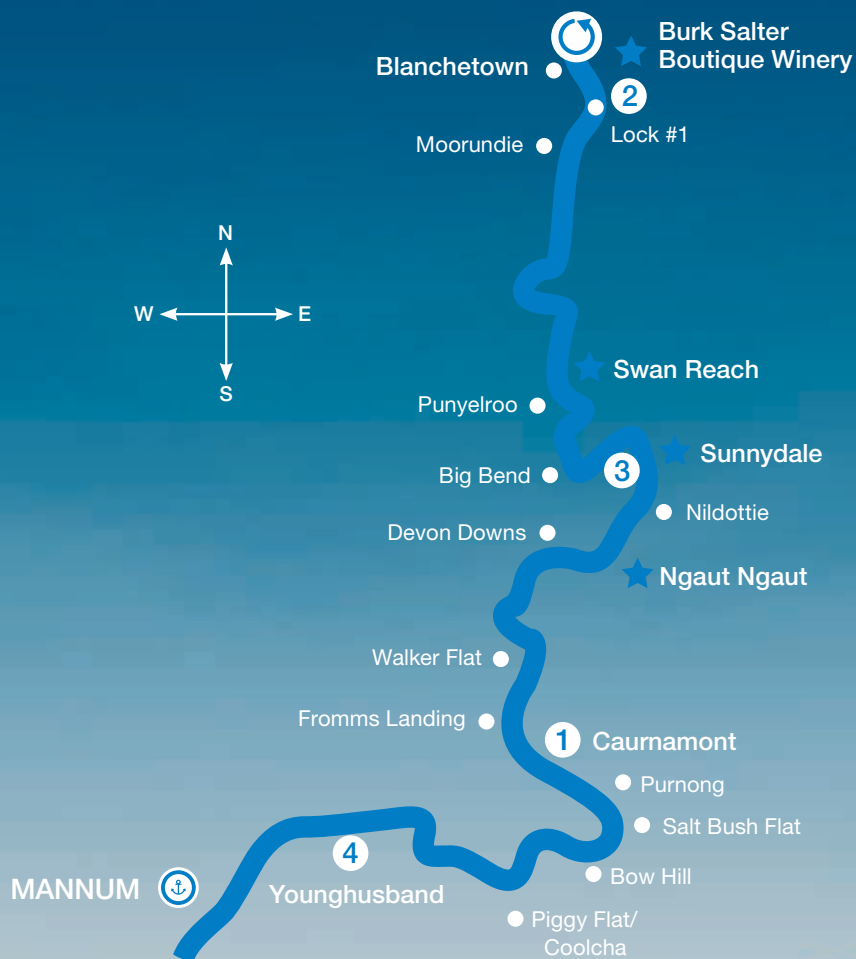 Burk Salter
Boutique Winery
Blanchetown
2
Lock #1
Moorundie
N
W
E
S
Swan Reach
Punyelroo
Sunnydale
Big Bend
3
Nildottie
Devon Downs
Ngaut Ngaut
Walker Flat
Fromms Landing
1
Caurnamont
Purnong
Salt Bush Flat
4
Bow Hill
MANNUM
Younghusband
Piggy Flat/
Coolcha